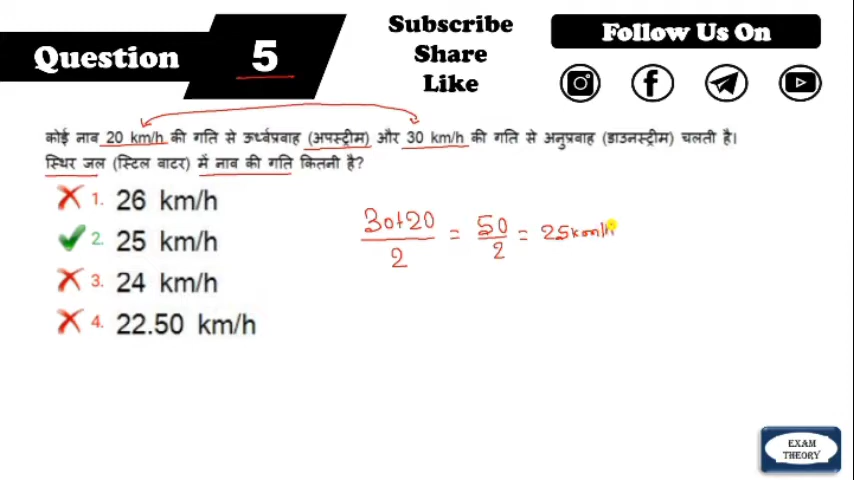 Question 5
Subscribe
Share
Like
Follow Us On
कोई नाव 20 km/h की गति से ऊर्ध्वप्रवाह (अपस्ट्रीम) और 30 km/h की गति से अनुप्रवाह (डाउनस्ट्रीम) चलती है।
स्थिर जल (स्टिल वाटर) में नाव की गति कितनी है?
1. 26 km/h
2. 25 km/h
3. 24 km/h
4. 22.50 km/h
30+20/2 = 50/2 = 25km/h
EXAM
THEORY